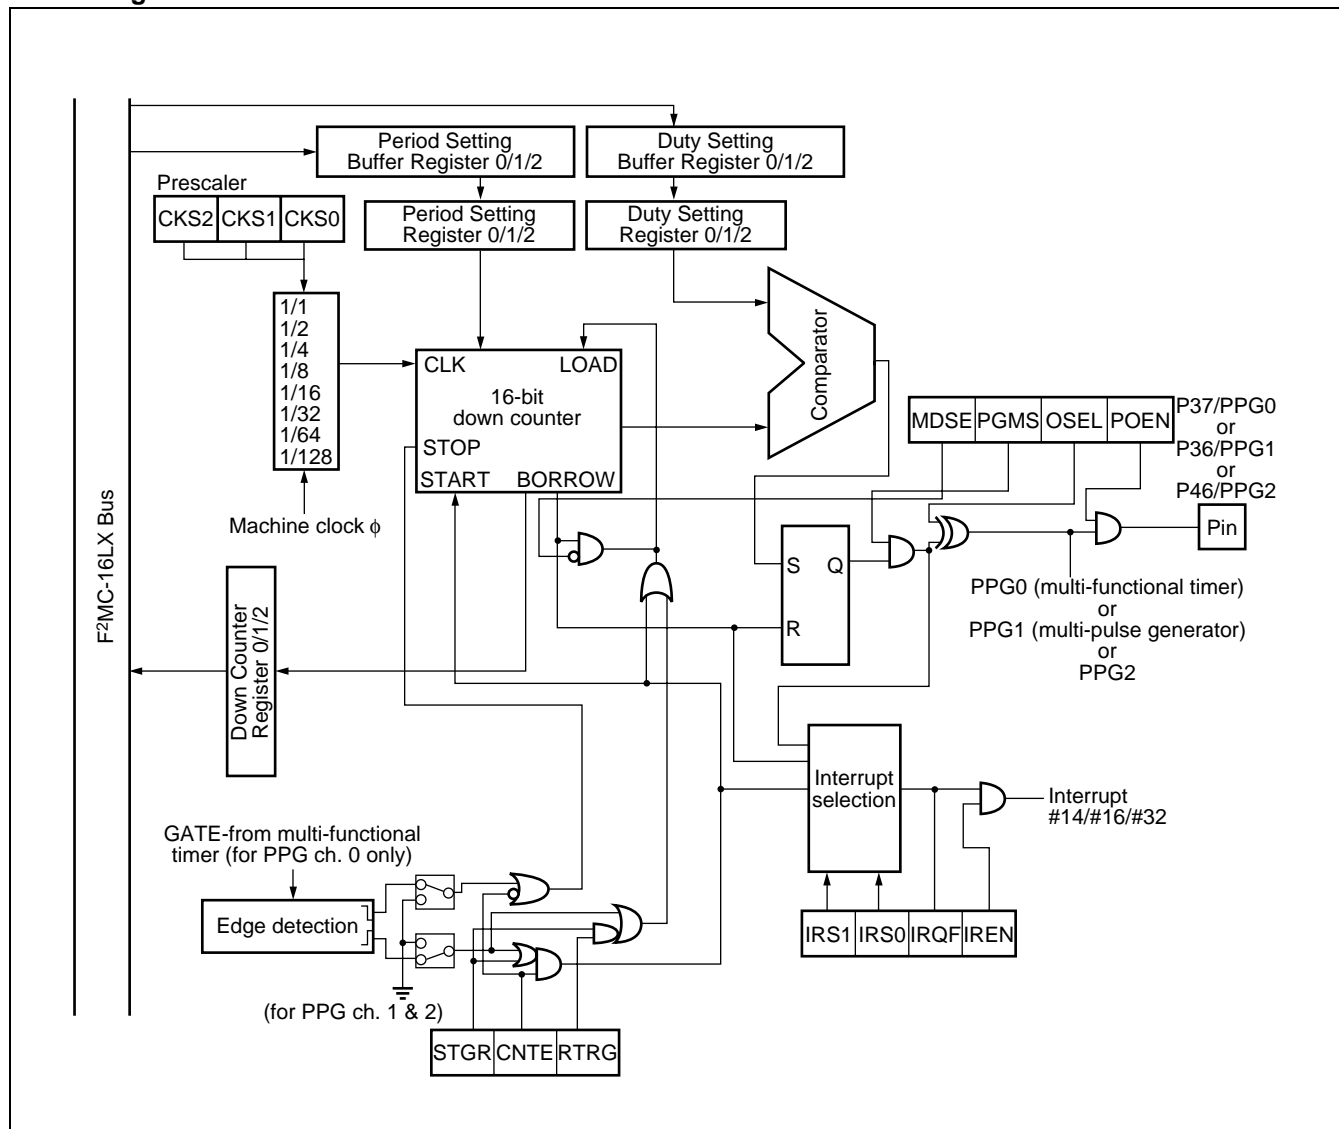 Period Setting
Buffer Register 0/1/2
Duty Setting
Buffer Register 0/1/2
Prescaler
CKS2 CKS1 CKS0
Period Setting
Register 0/1/2
Duty Setting
Register 0/1/2
1/1
1/2
1/4
1/8
1/16
1/32
1/64
1/128
CLK LOAD
16-bit
down counter
STOP
START BORROW
Comparator
Machine clock ϕ
MDSE PGMS OSEL POEN
P37/PPG0
or
P36/PPG1
or
P46/PPG2
Pin
S Q
R
PPG0 (multi-functional timer)
or
PPG1 (multi-pulse generator)
or
PPG2
F²MC-16LX Bus
Down Counter
Register 0/1/2
Interrupt
selection
Interrupt
#14/#16/#32
GATE-from multi-functional
timer (for PPG ch. 0 only)
Edge detection
IRS1 IRS0 IRQF IREN
(for PPG ch. 1 & 2)
STGR CNTE RTRG